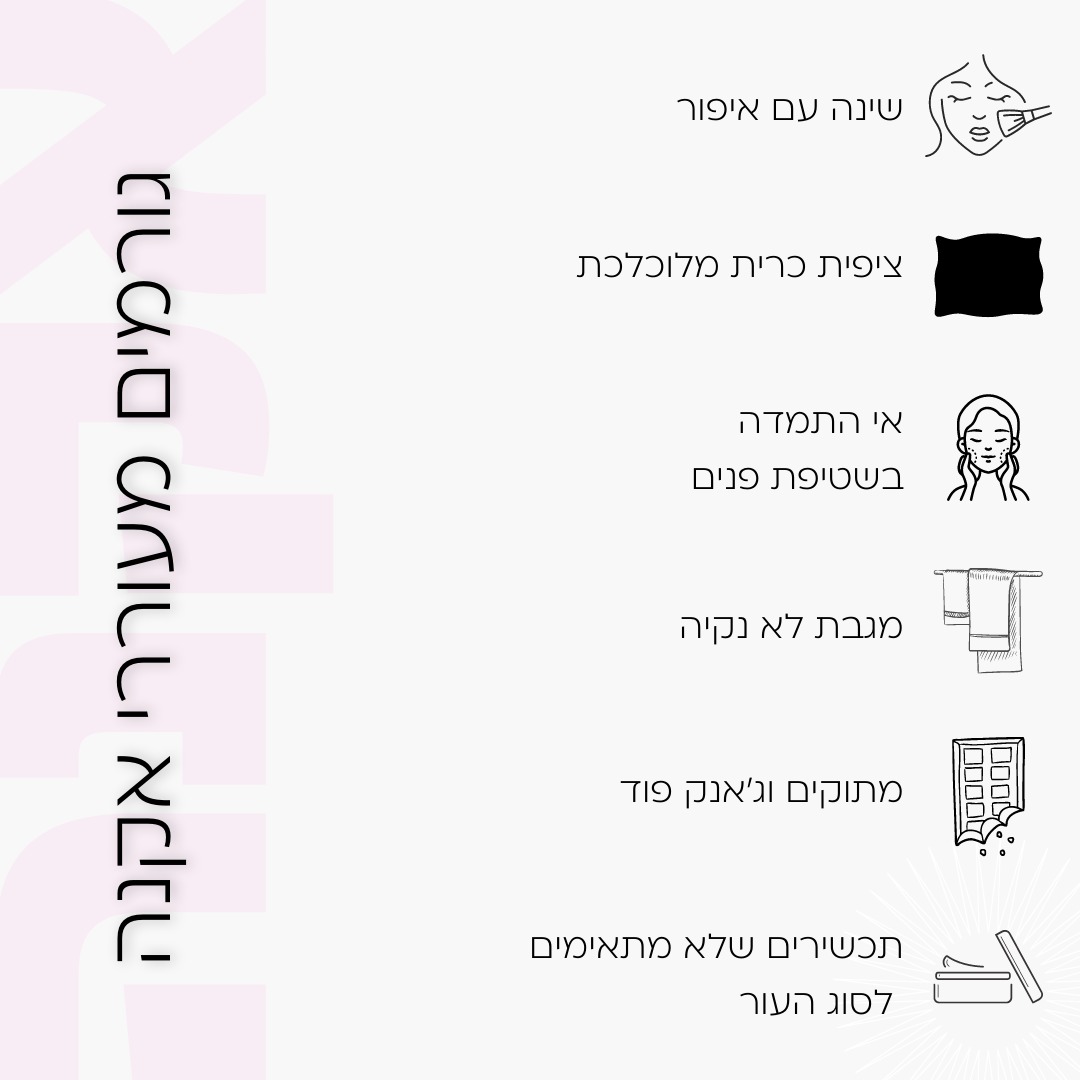 גורמים מעוררי אקנה
שינה עם איפור
ציפית כרית מלוכלכת
אי התמדה
בשטיפת פנים
מגבת לא נקיה
מתוקים וג'אנק פוד
תכשירים שלא מתאימים
לסוג העור
אקנה